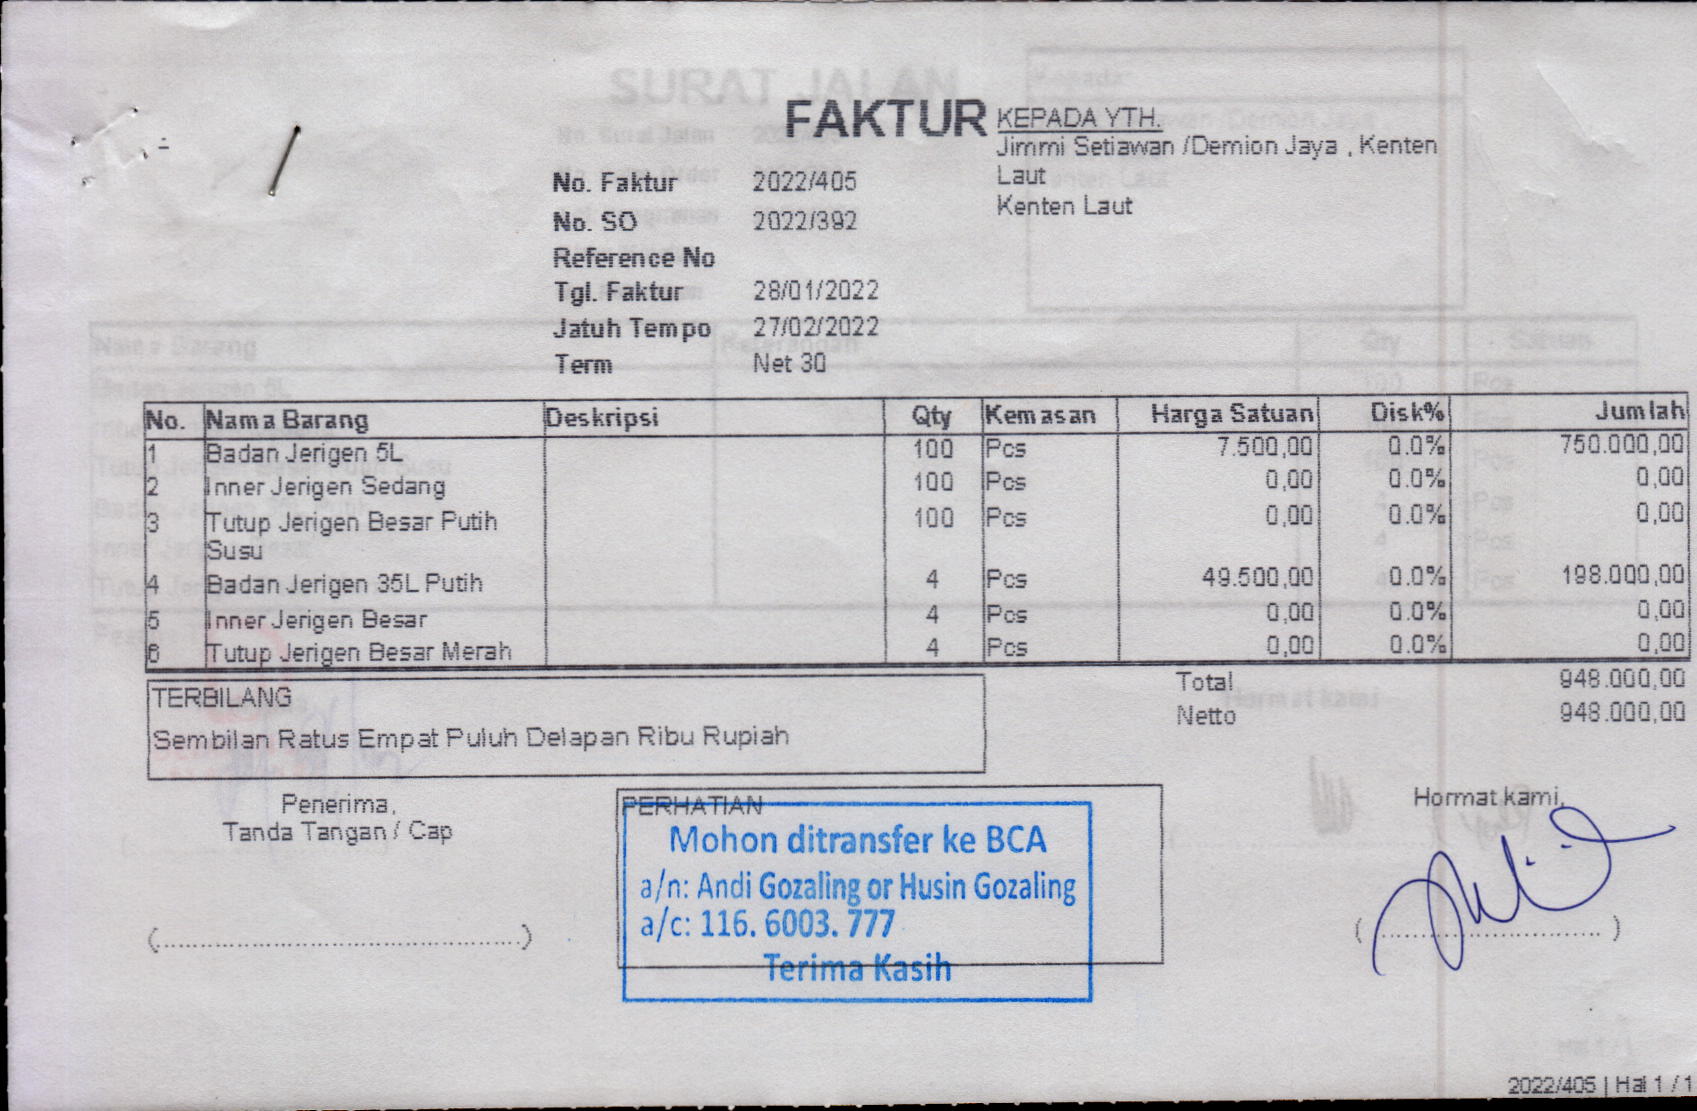 FAKTUR
KEPADA YTH.
Jimmi Setiawan /Demion Jaya , Kenten
Laut
Kenten Laut
No. Faktur 2022/405
No. SO 2022/392
Reference No
Tgl. Faktur 28/01/2022
Jatuh Tempo 27/02/2022
Term Net 30
No. Nama Barang Deskripsi Qty Kemasan Harga Satuan Disk% Jumlah
1 Badan Jerigen 5L 100 Pcs 7.500,00 0.0% 750.000,00
2 Inner Jerigen Sedang 100 Pcs 0,00 0.0% 0,00
3 Tutup Jerigen Besar Putih 100 Pcs 0,00 0.0% 0,00
Susu
4 Badan Jerigen 35L Putih 4 Pcs 49.500,00 0.0% 198.000,00
5 Inner Jerigen Besar 4 Pcs 0,00 0.0% 0,00
6 Tutup Jerigen Besar Merah 4 Pcs 0,00 0.0% 0,00
Total 948.000,00
Netto 948.000,00
TERBILANG
Sembilan Ratus Empat Puluh Delapan Ribu Rupiah
Penerima,
Tanda Tangan / Cap
(..............................................)
PERHATIAN
Mohon ditransfer ke BCA
a/n: Andi Gozaling or Husin Gozaling
a/c: 116. 6003. 777
Terima Kasih
Hormat kami,
(..............................)
2022/405 | Hal 1 / 1